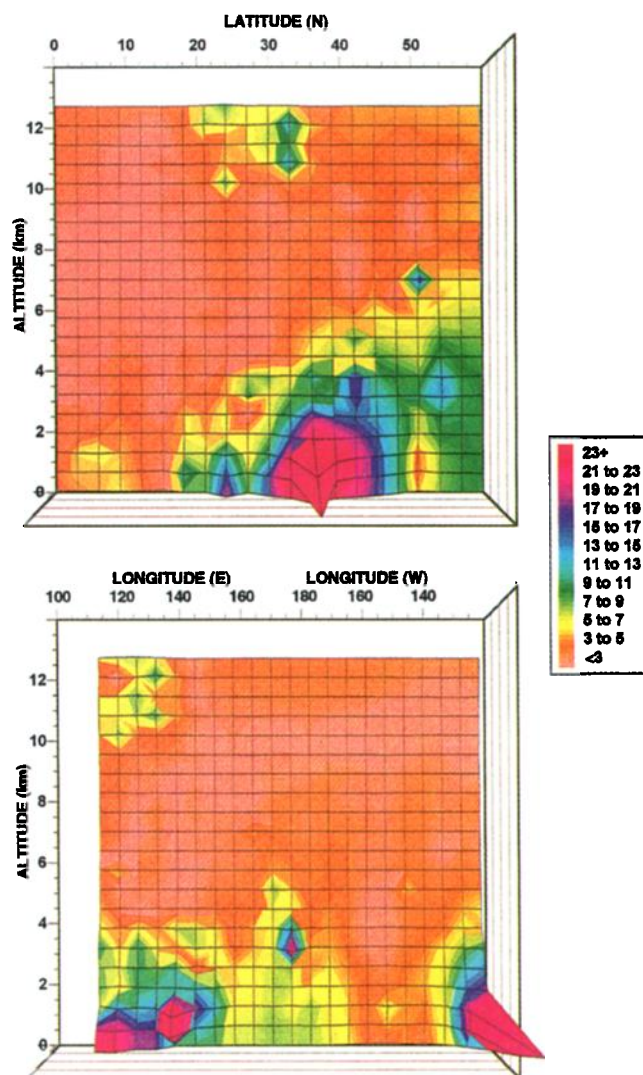 LATITUDE (N)
0 10 20 30 40 50
ALTITUDE (km)
12
10
8
6
4
2
0
23+
21 to 23
19 to 21
17 to 19
15 to 17
13 to 15
11 to 13
9 to 11
7 to 9
5 to 7
3 to 5
<3
LONGITUDE (E) LONGITUDE (W)
100 120 140 160 180 160 140
ALTITUDE (km)
12
10
8
6
4
2
0